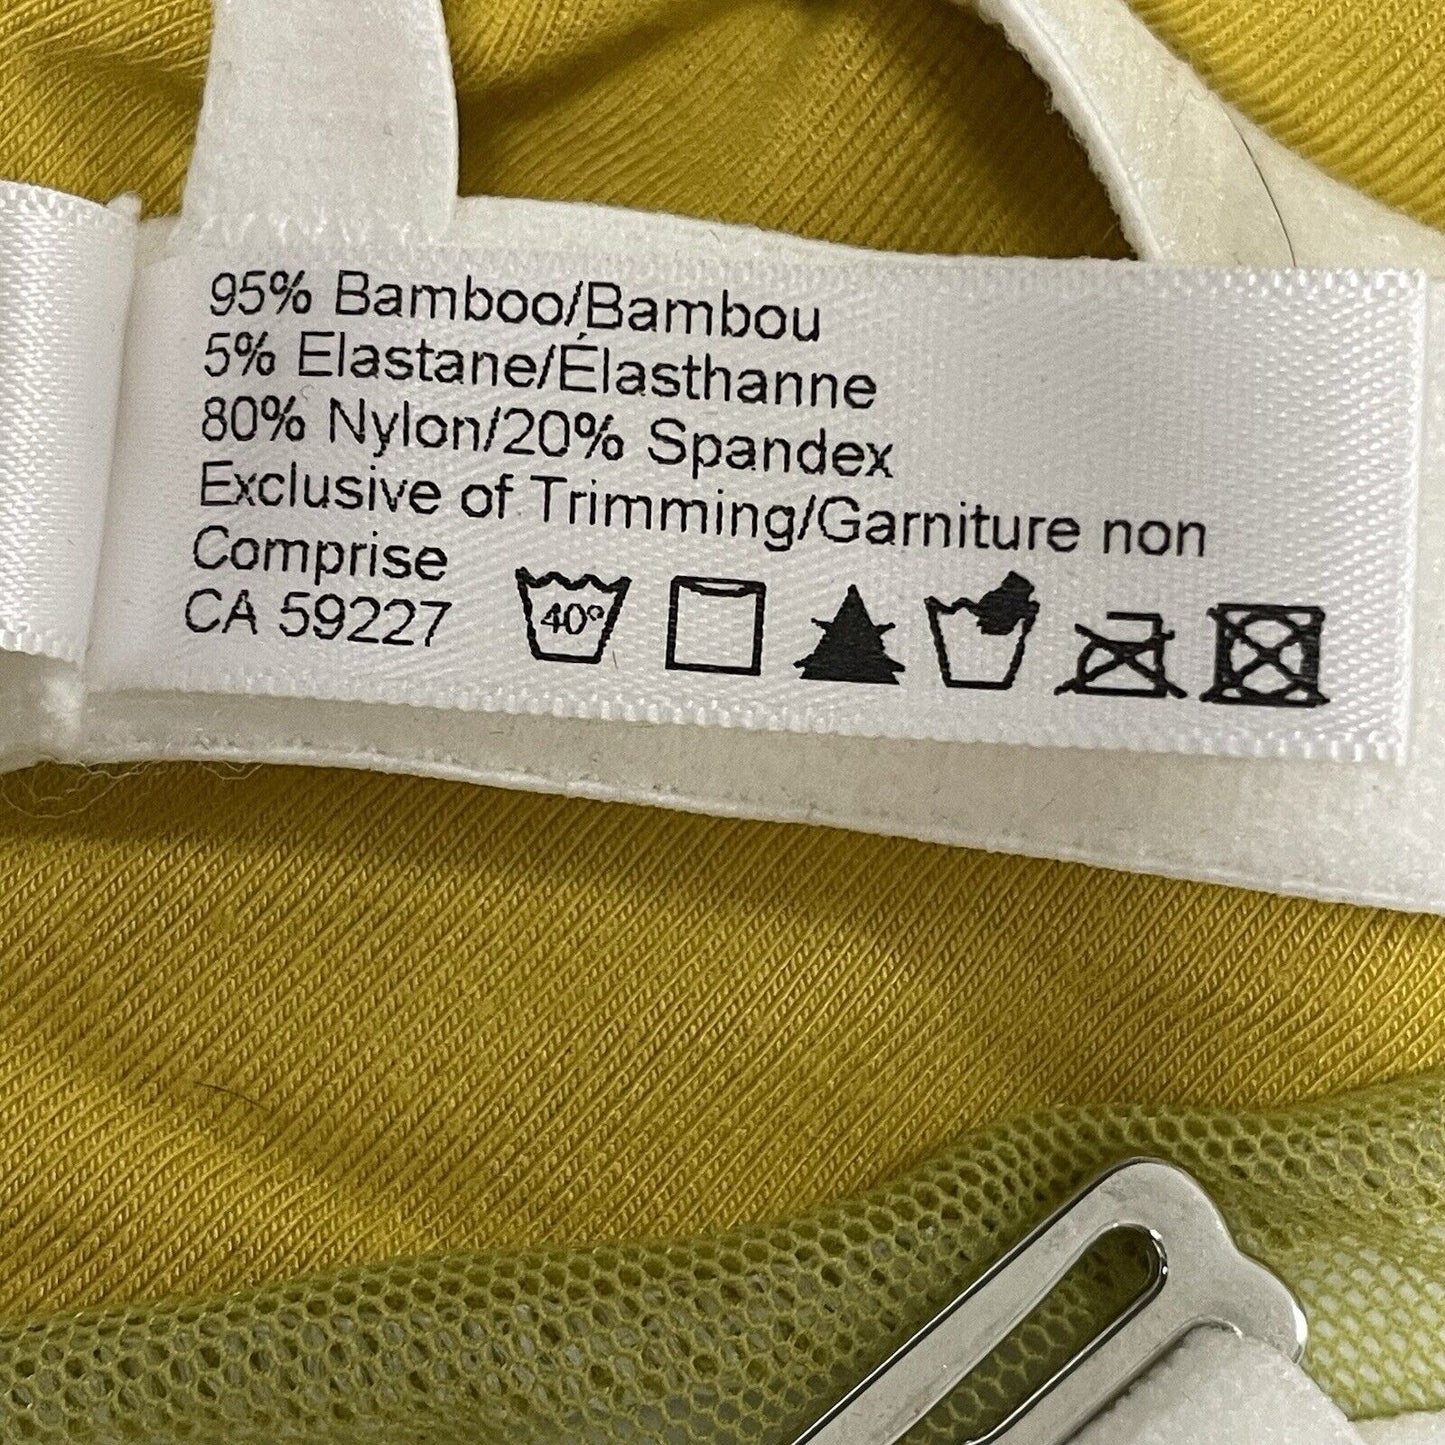 95% Bamboo/Bambou
5% Elastane/Élasthanne
80% Nylon/20% Spandex
Exclusive of Trimming/Garniture non
Comprise
CA 59227
40°